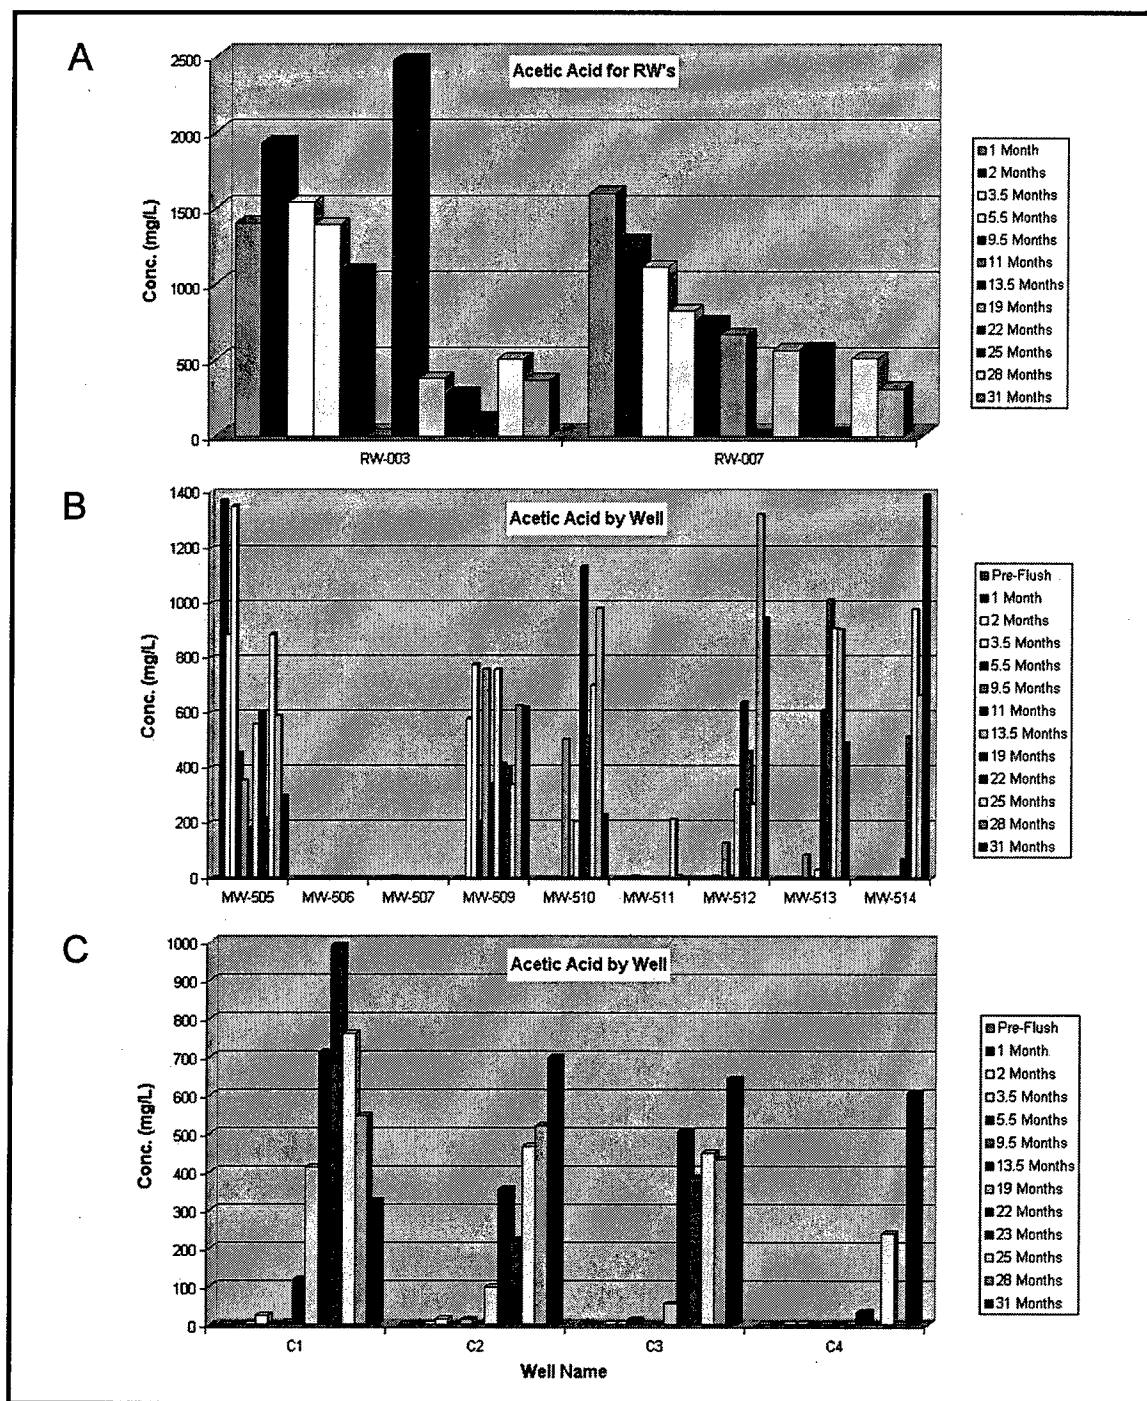 A
Acetic Acid for RW's
2500
2000
1500
1000
500
0
Conc. (mg/L)
RW-003 RW-007
1 Month
2 Months
3.5 Months
5.5 Months
9.5 Months
11 Months
13.5 Months
19 Months
22 Months
25 Months
28 Months
31 Months
B
Acetic Acid by Well
1400
1200
1000
800
600
400
200
0
Conc. (mg/L)
MW-505 MW-506 MW-507 MW-509 MW-510 MW-511 MW-512 MW-513 MW-514
Pre-Flush
1 Month
2 Months
3.5 Months
5.5 Months
9.5 Months
11 Months
13.5 Months
19 Months
22 Months
25 Months
28 Months
31 Months
C
Acetic Acid by Well
1000
900
800
700
600
500
400
300
200
100
0
Conc. (mg/L)
C1 C2 C3 C4
Well Name
Pre-Flush
1 Month
2 Months
3.5 Months
5.5 Months
9.5 Months
13.5 Months
19 Months
22 Months
23 Months
25 Months
28 Months
31 Months